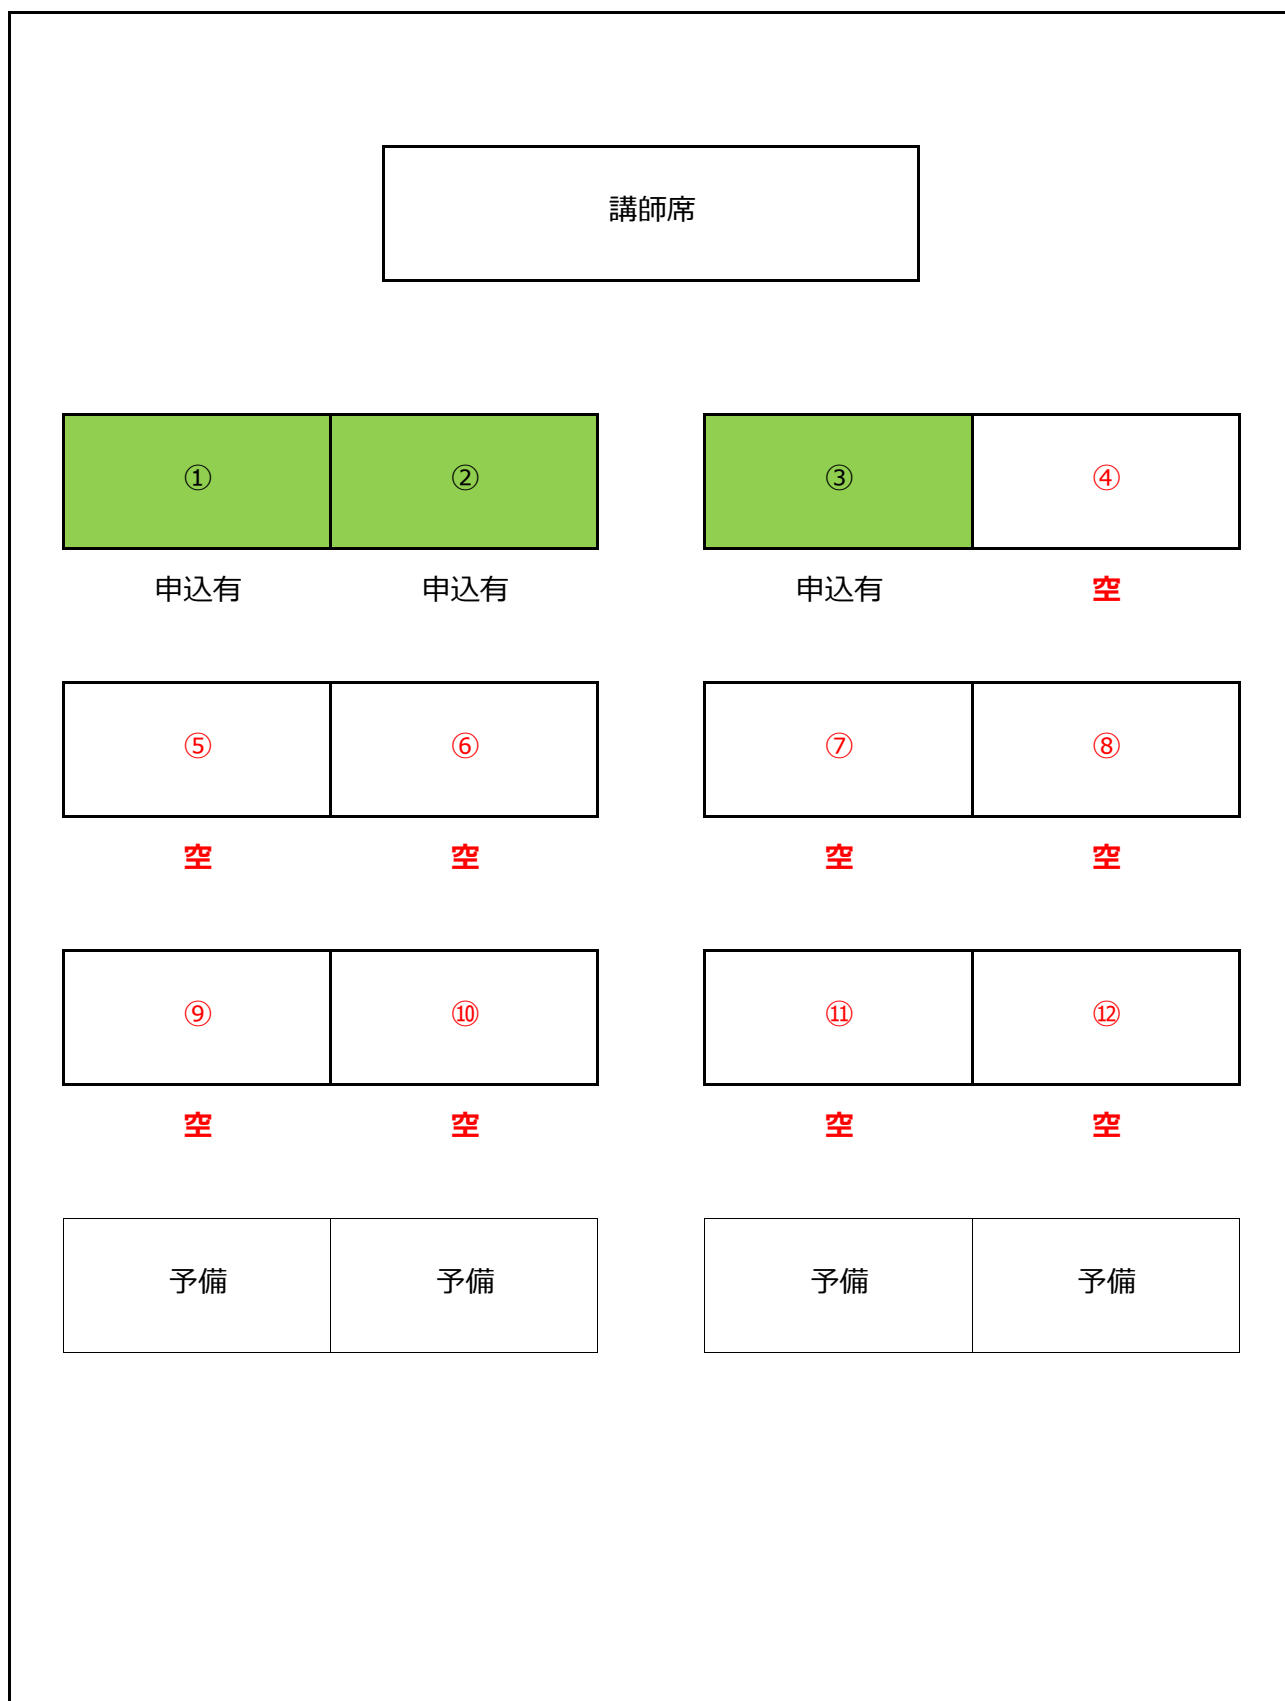 講師席
① ② ③ ④
申込有 申込有 申込有 空
⑤ ⑥ ⑦ ⑧
空 空 空 空
⑨ ⑩ ⑪ ⑫
空 空 空 空
予備 予備 予備 予備